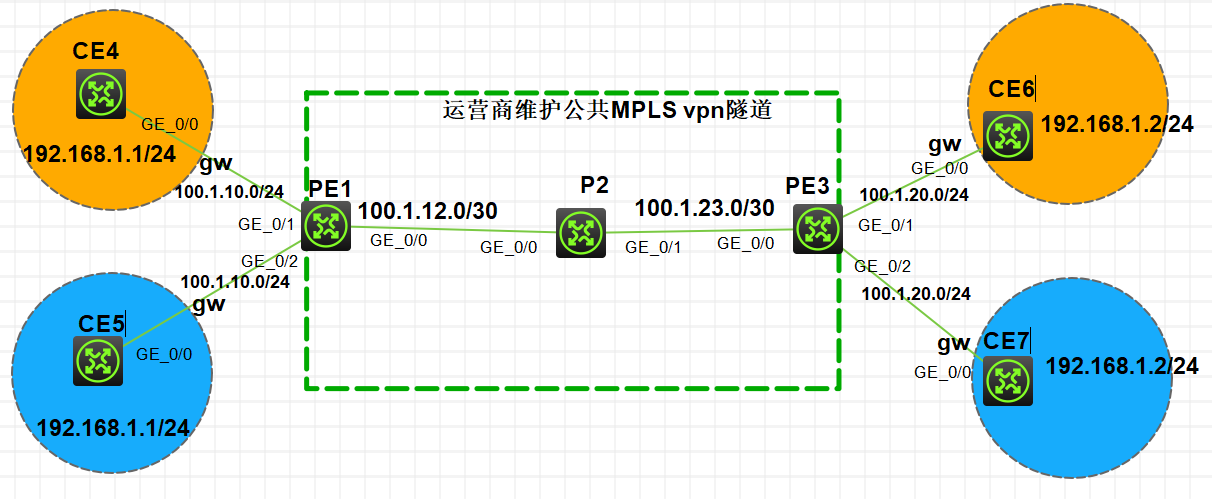 CE4
GE_0/0
192.168.1.1/24
gw
100.1.10.0/24
GE_0/1
GE_0/2
100.1.10.0/24
gw
CE5
GE_0/0
192.168.1.1/24
运营商维护公共MPLS vpn隧道
PE1
100.1.12.0/30
GE_0/0
P2
GE_0/0
GE_0/1
100.1.23.0/30
GE_0/0
PE3
CE6
192.168.1.2/24
gw
GE_0/0
100.1.20.0/24
GE_0/1
GE_0/2
100.1.20.0/24
gw
CE7
GE_0/0
192.168.1.2/24